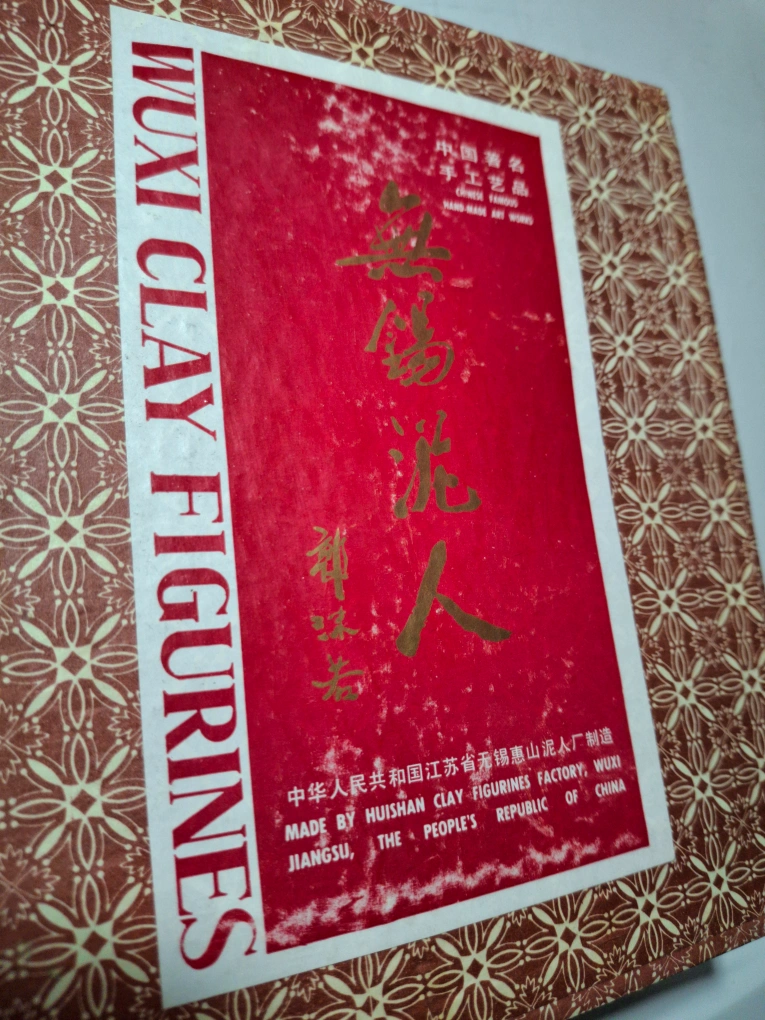 WUXI CLAY FIGURINES
中国著名
手工艺品
CHINESE FAMOUS
HAND-MADE ART WORKS
無錫泥人
郭沫若
中华人民共和国江苏省无锡惠山泥人厂制造
MADE BY HUISHAN CLAY FIGURINES FACTORY, WUXI
JIANGSU, THE PEOPLE'S REPUBLIC OF CHINA